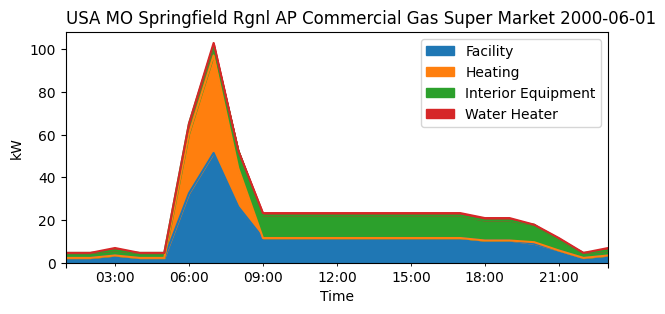 USA MO Springfield Rgnl AP Commercial Gas Super Market 2000-06-01
100
80
60
40
20
0
kW
Facility
Heating
Interior Equipment
Water Heater
03:00 06:00 09:00 12:00 15:00 18:00 21:00
Time